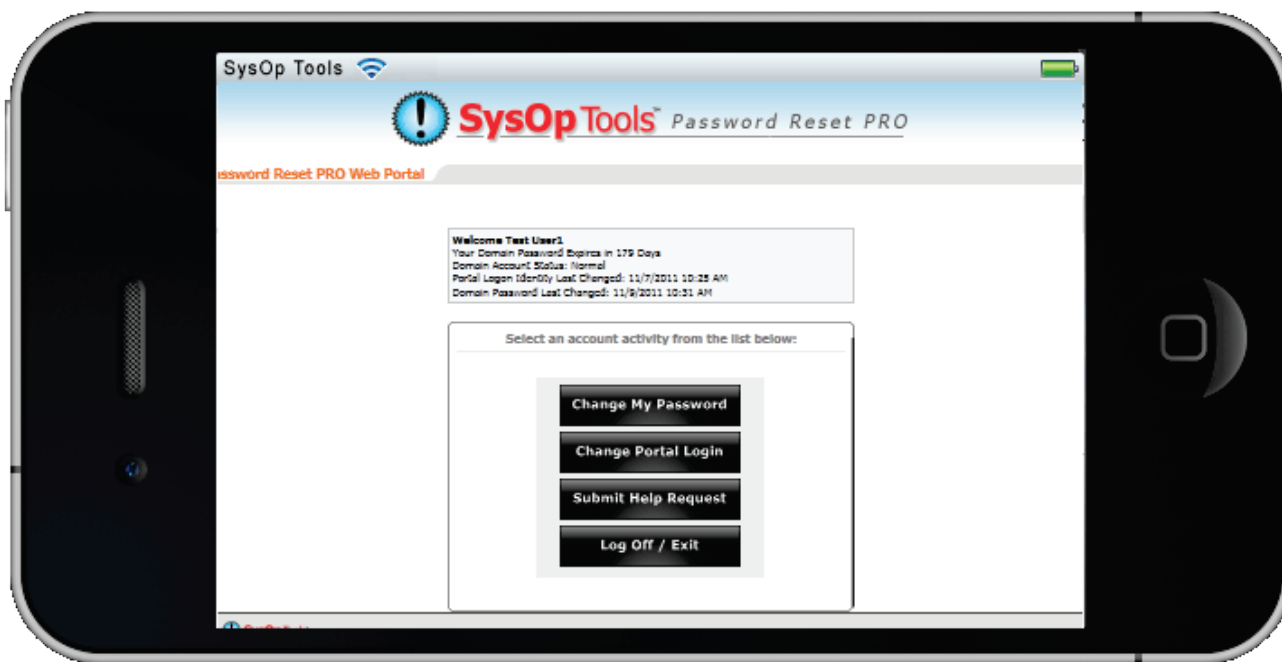 SysOp Tools
SysOp Tools™ Password Reset PRO
assword Reset PRO Web Portal
Welcome Test User1
Your Domain Password Expires in 179 Days
Domain Account Status: Normal
Portal Logon Identity Last Changed: 11/7/2011 10:25 AM
Domain Password Last Changed: 11/9/2011 10:31 AM
Select an account activity from the list below:
Change My Password
Change Portal Login
Submit Help Request
Log Off / Exit